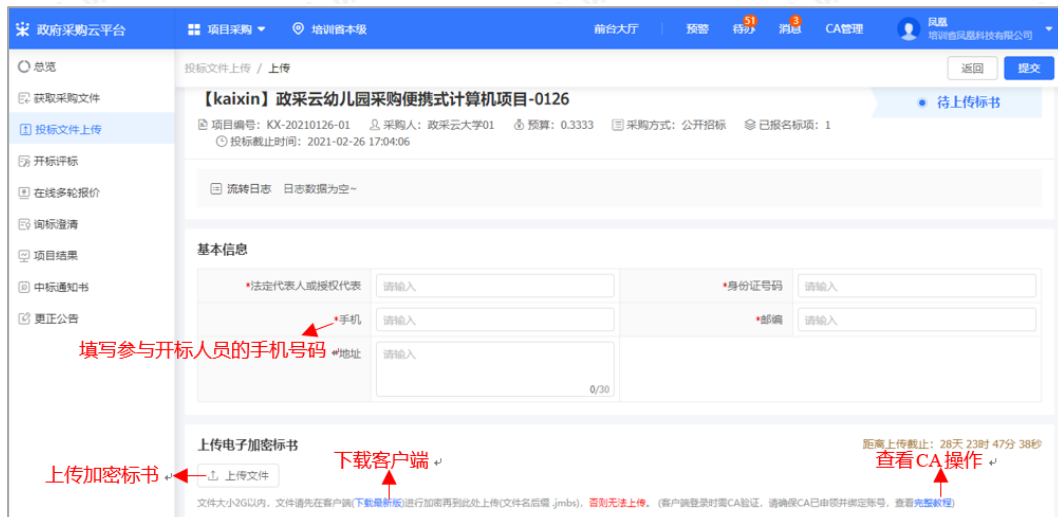 政府采购云平台 项目采购 培训省本级 前台大厅 预警 待办 51 消息 3 CA管理 凤凰
培训省凤凰科技有限公司
总览 投标文件上传 / 上传 返回 提交
获取采购文件
投标文件上传
开标评标
在线多轮报价
询标澄清
项目结果
中标通知书
更正公告
【kaixin】政采云幼儿园采购便携式计算机项目-0126 待上传标书
项目编号：KX-20210126-01 采购人：政采云大学01 预算：0.3333 采购方式：公开招标 已报名标项：1
投标截止时间：2021-02-26 17:04:06
流转日志 日志数据为空~
基本信息
*法定代表人或授权代表 请输入 *身份证号码 请输入
*手机 请输入 *邮编 请输入
填写参与开标人员的手机号码
*地址 请输入
0/30
上传电子加密标书 距离上传截止：28天 23时 47分 38秒
上传加密标书 下载客户端 查看CA操作
上传文件
文件大小2G以内，文件请先在客户端(下载最新版)进行加密再到此处上传(文件名后缀 .jmbs)，否则无法上传。(客户端登录时需CA验证，请确保CA已申领并绑定账号，查看完整教程)